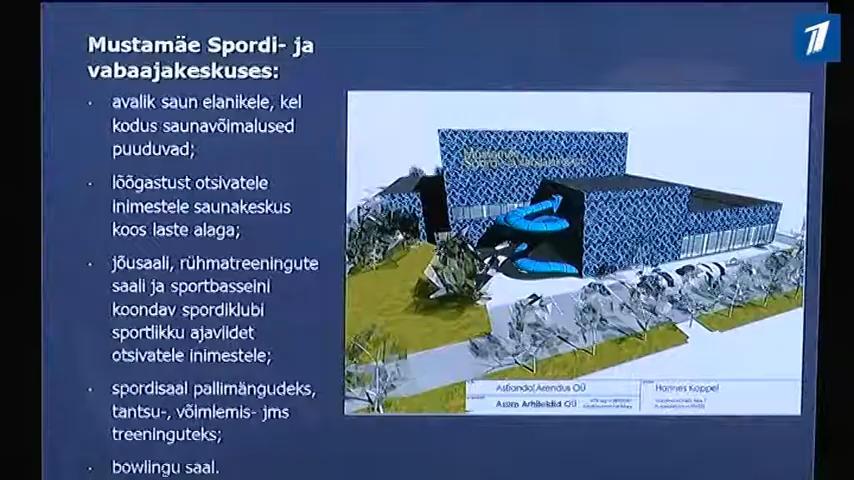 Mustamäe Spordi- ja
vabaajakeskuses:
· avalik saun elanikele, kel
kodus saunavõimalused
puuduvad;
· lõõgastust otsivatele
inimestele saunakeskus
koos laste alaga;
· jõusaali, rühmatreeningute
saali ja sportbasseini
koondav spordiklubi
sportlikku ajaviidet
otsivatele inimestele;
· spordisaal pallimängudeks,
tantsu-, võimlemis- jms
treeninguteks;
· bowlingu saal.
Mustamäe
Arendus OÜ
Hannes Koppel
Arhitektid OÜ